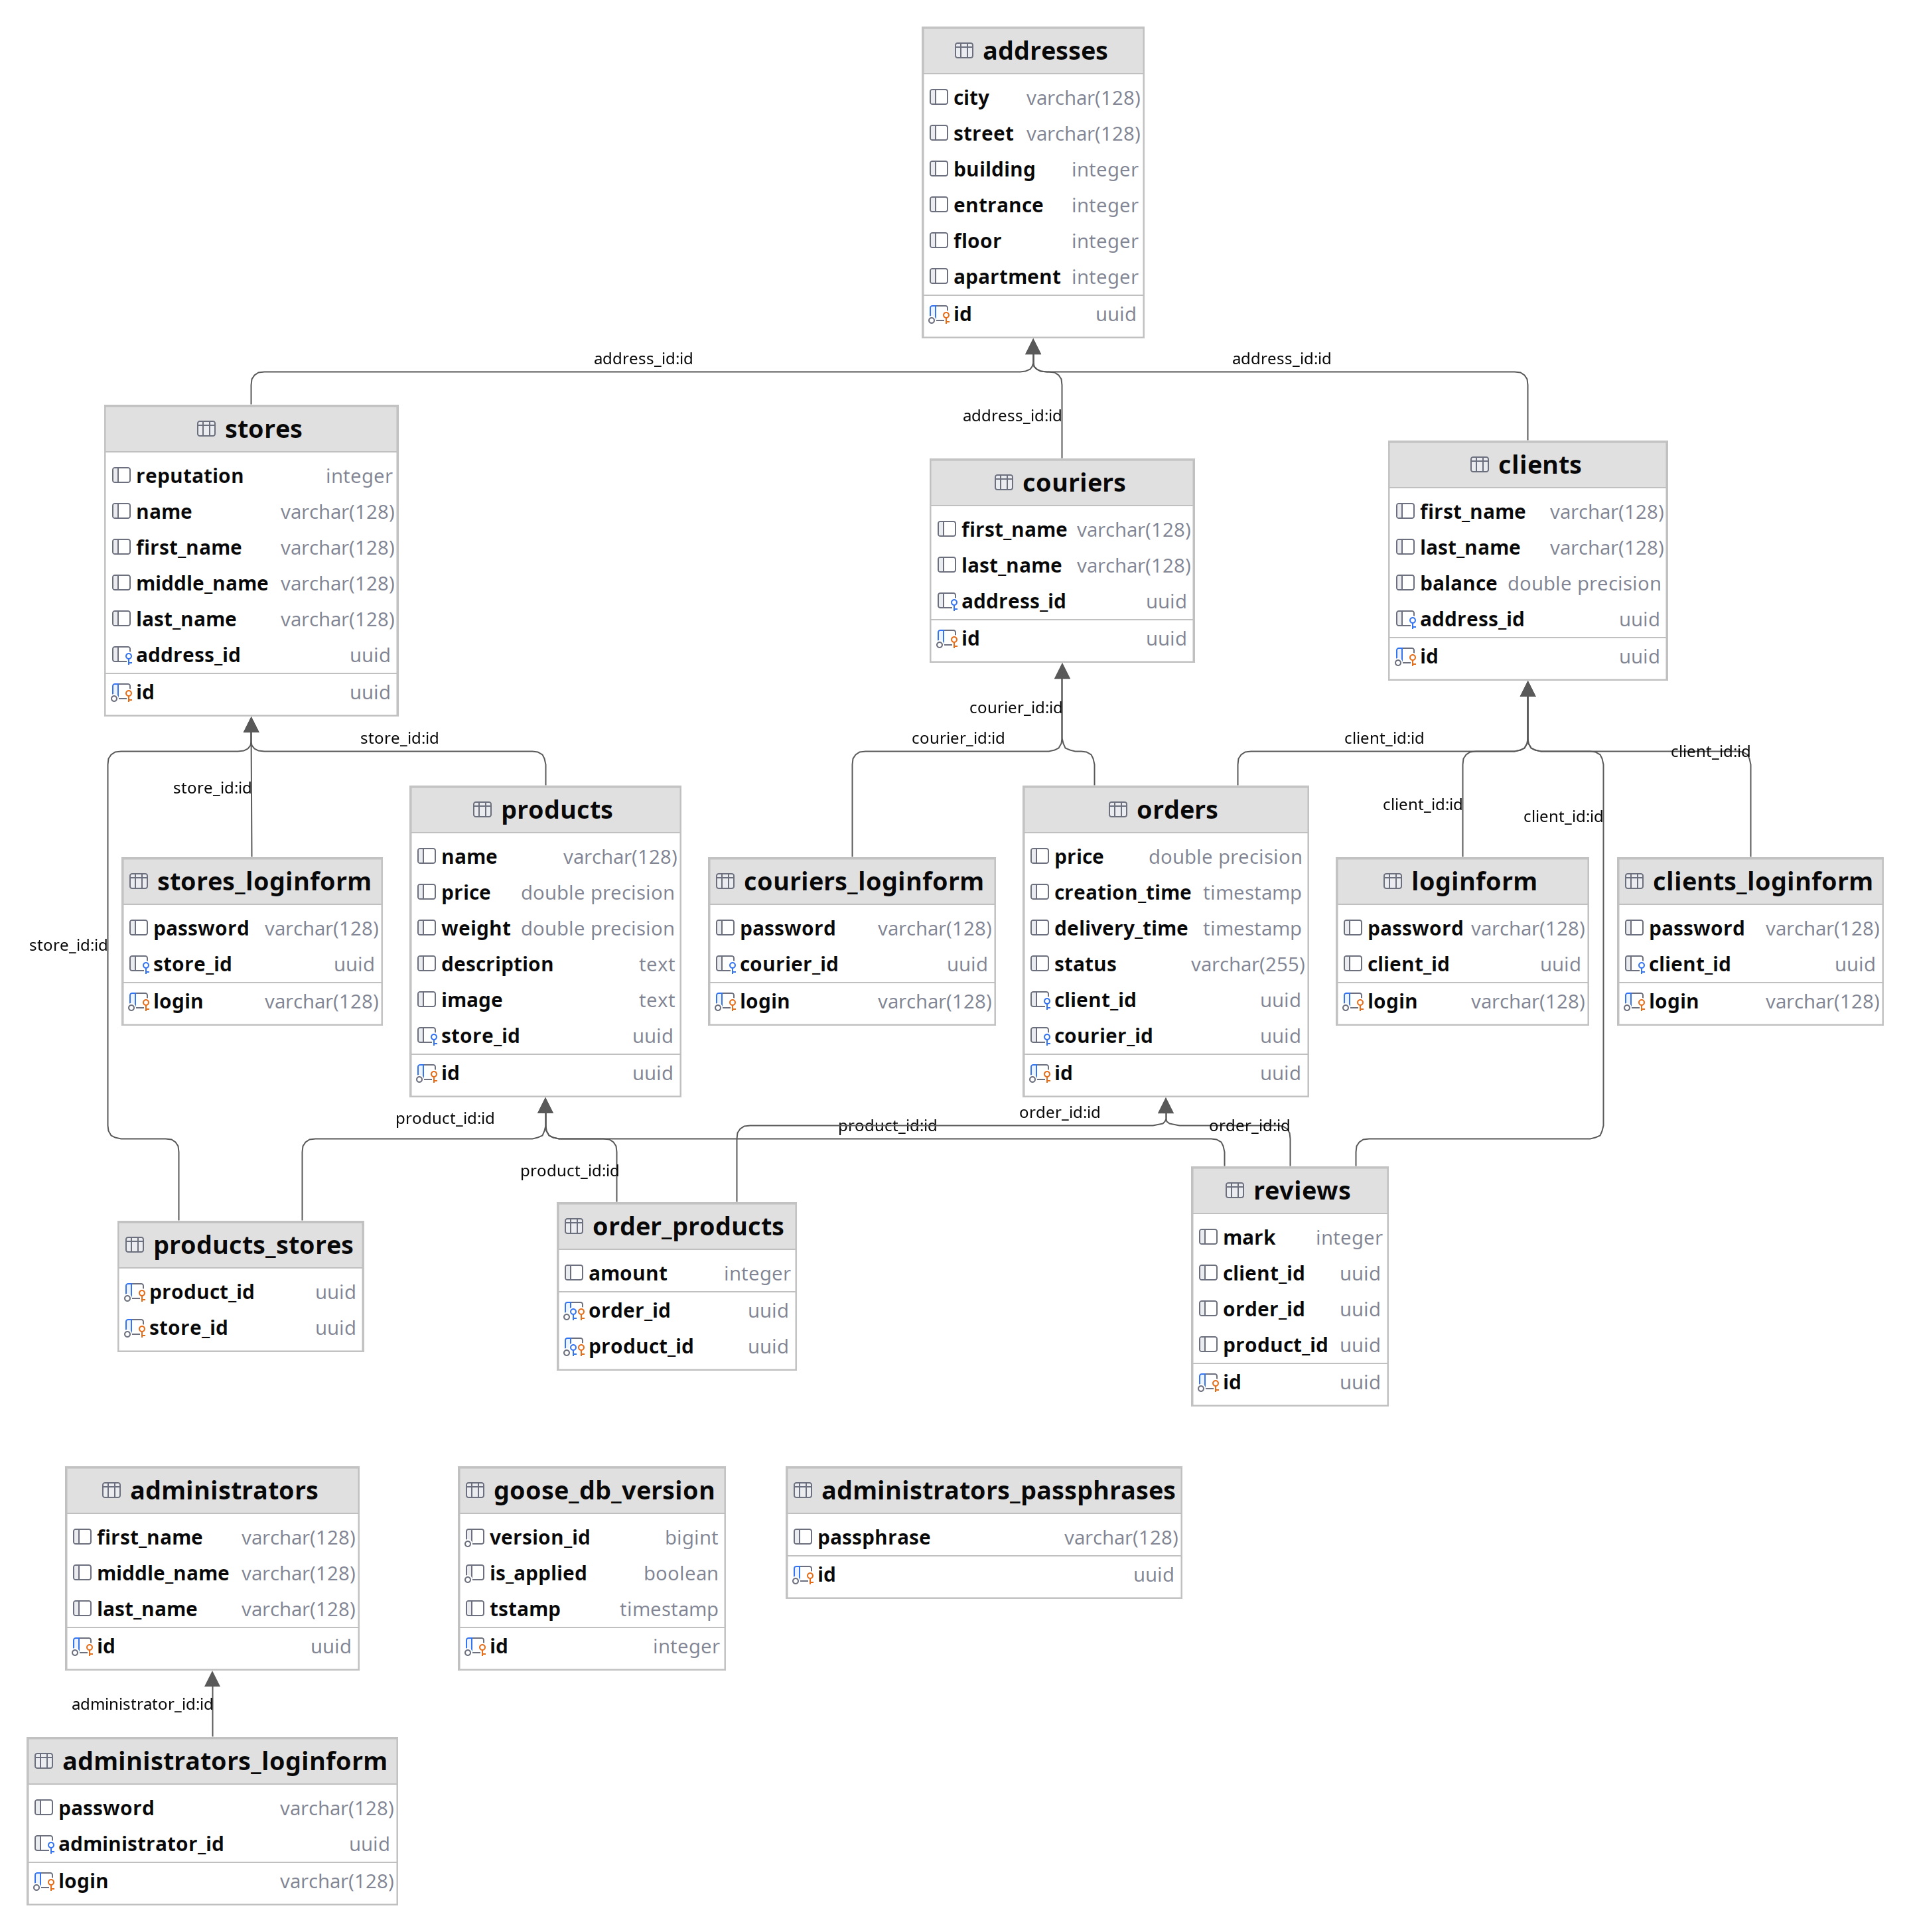 addresses
city varchar(128)
street varchar(128)
building integer
entrance integer
floor integer
apartment integer
id uuid
address_id:id
address_id:id
address_id:id
stores
reputation integer
name varchar(128)
first_name varchar(128)
middle_name varchar(128)
last_name varchar(128)
address_id uuid
id uuid
couriers
first_name varchar(128)
last_name varchar(128)
address_id uuid
id uuid
clients
first_name varchar(128)
last_name varchar(128)
balance double precision
address_id uuid
id uuid
store_id:id
store_id:id
store_id:id
courier_id:id
courier_id:id
client_id:id
client_id:id
client_id:id
client_id:id
stores_loginform
password varchar(128)
store_id uuid
login varchar(128)
products
name varchar(128)
price double precision
weight double precision
description text
image text
store_id uuid
id uuid
couriers_loginform
password varchar(128)
courier_id uuid
login varchar(128)
orders
price double precision
creation_time timestamp
delivery_time timestamp
status varchar(255)
client_id uuid
courier_id uuid
id uuid
loginform
password varchar(128)
client_id uuid
login varchar(128)
clients_loginform
password varchar(128)
client_id uuid
login varchar(128)
product_id:id
product_id:id
product_id:id
order_id:id
order_id:id
products_stores
product_id uuid
store_id uuid
order_products
amount integer
order_id uuid
product_id uuid
reviews
mark integer
client_id uuid
order_id uuid
product_id uuid
id uuid
administrators
first_name varchar(128)
middle_name varchar(128)
last_name varchar(128)
id uuid
goose_db_version
version_id bigint
is_applied boolean
tstamp timestamp
id integer
administrators_passphrases
passphrase varchar(128)
id uuid
administrator_id:id
administrators_loginform
password varchar(128)
administrator_id uuid
login varchar(128)